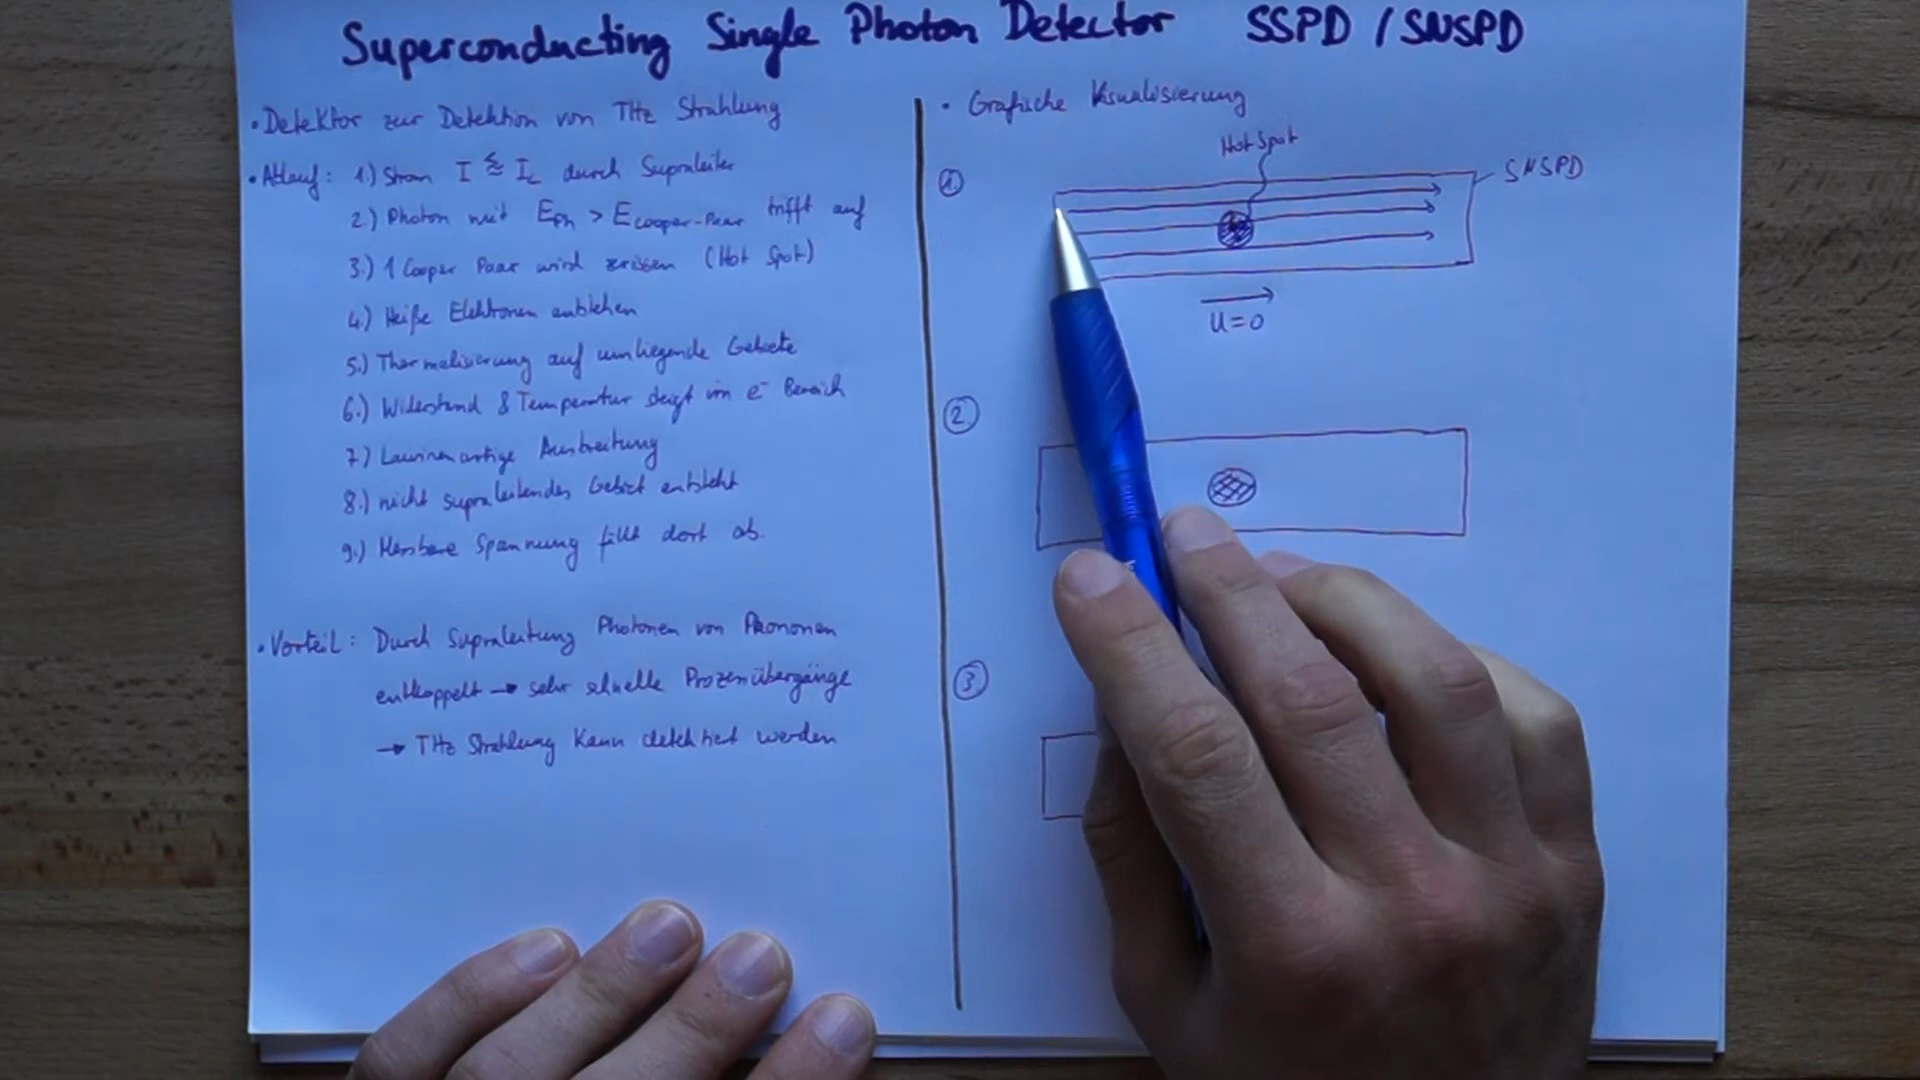 Superconducting Single Photon Detector SSPD / SNSPD
• Detektor zur Detektion von THz Strahlung
• Ablauf: 1.) Strom I ⪅ Ic durch Supraleiter
2.) Photon mit Eph > Ecooper-Paar trifft auf
3.) 1 Cooper Paar wird zerissen (Hot Spot)
4.) Heiße Elektronen entstehen
5.) Thermalisierung auf umliegende Gebiete
6.) Widerstand & Temperatur steigt im e⁻ Bereich
7.) Lawinenartige Ausbreitung
8.) nicht supraleitendes Gebiet entsteht
9.) Messbare Spannung fällt dort ab.
• Vorteil: Durch Supraleitung Photonen von Phononen
entkoppelt → sehr schnelle Prozessübergänge
→ THz Strahlung kann detektiert werden
• Grafische Visualisierung
Hot Spot
1.
SNSPD
U=0
2.
3.